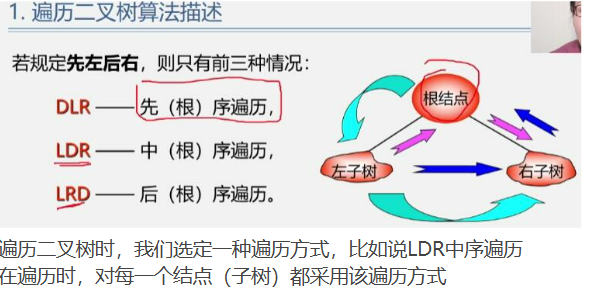 1. 遍历二叉树算法描述
若规定先左后右，则只有前三种情况：
DLR —— 先（根）序遍历，
LDR —— 中（根）序遍历，
LRD —— 后（根）序遍历。
根结点
左子树
右子树
遍历二叉树时，我们选定一种遍历方式，比如说LDR中序遍历
在遍历时，对每一个结点（子树）都采用该遍历方式